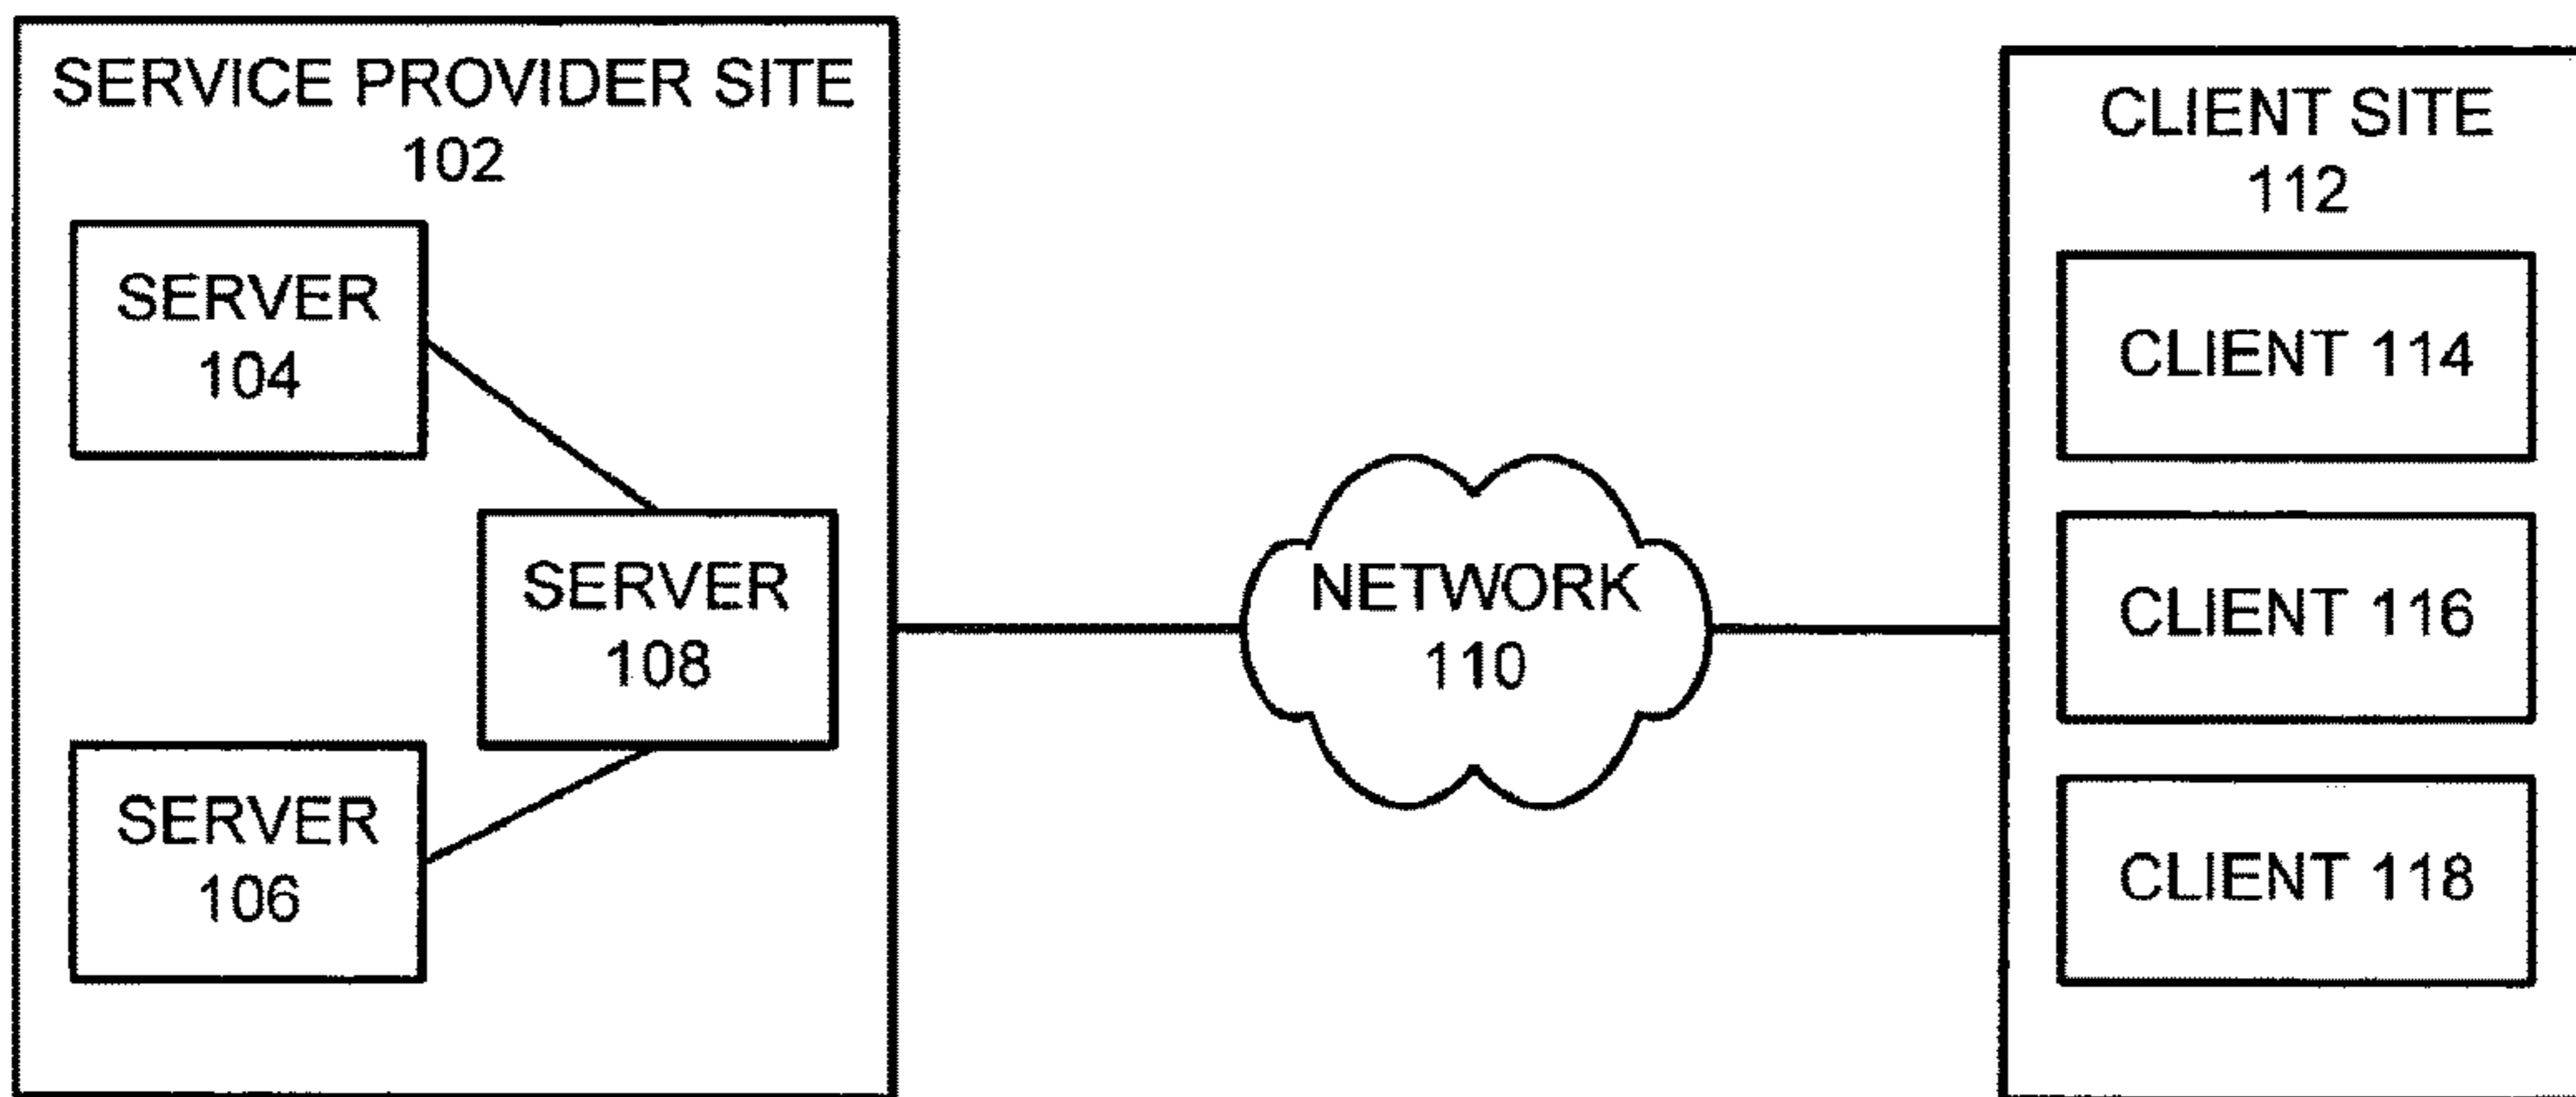 SERVICE PROVIDER SITE
102
SERVER
104
SERVER
108
SERVER
106
NETWORK
110
CLIENT SITE
112
CLIENT 114
CLIENT 116
CLIENT 118